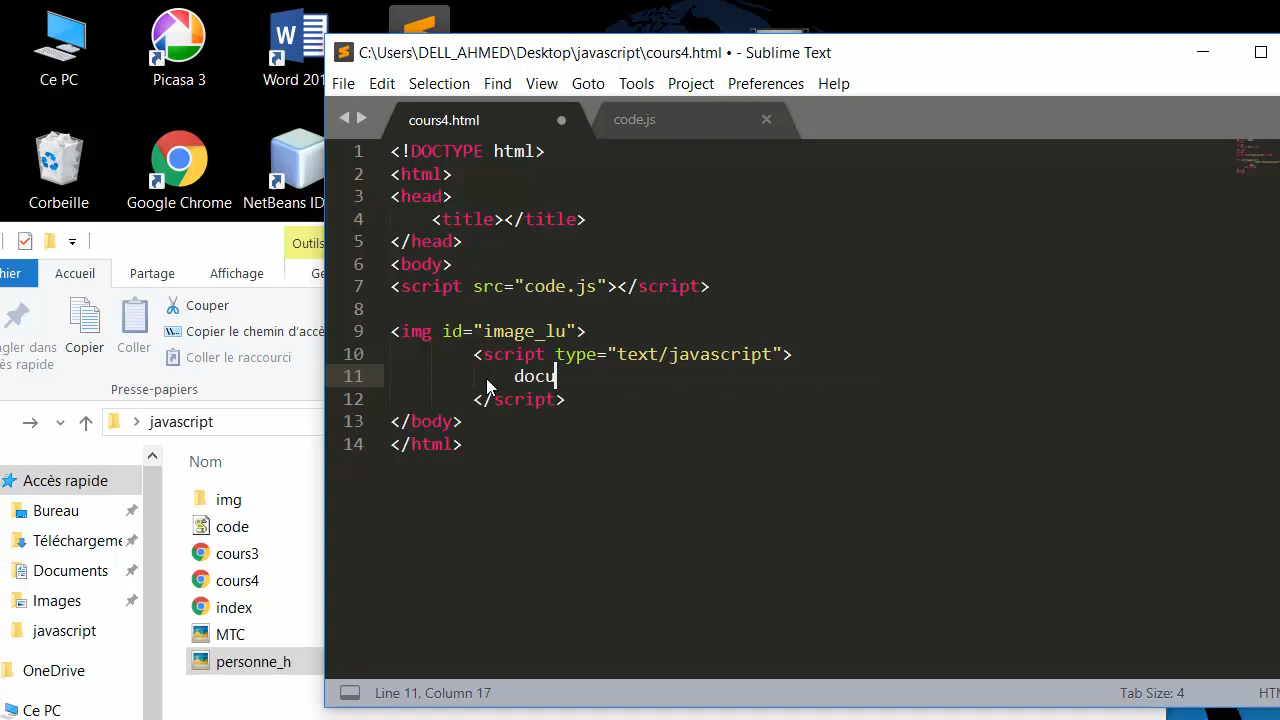 Ce PC
Picasa 3
Word 201
Corbeille
Google Chrome
NetBeans ID
C:\Users\DELL_AHMED\Desktop\javascript\cours4.html • - Sublime Text
File Edit Selection Find View Goto Tools Project Preferences Help
cours4.html
code.js
1 <!DOCTYPE html>
2 <html>
3 <head>
4 <title></title>
5 </head>
6 <body>
7 <script src="code.js"></script>
8
9 <img id="image_lu">
10 <script type="text/javascript">
11 docu
12 </script>
13 </body>
14 </html>
Line 11, Column 17
Tab Size: 4
HTM
Outils
hier
Accueil
Partage
Affichage
Ge
Couper
Copier le chemin d'accè
Coller le raccourci
gler dans
rapide
Copier
Coller
Presse-papiers
javascript
Nom
Accès rapide
Bureau
Téléchargeme
Documents
Images
javascript
OneDrive
Ce PC
img
code
cours3
cours4
index
MTC
personne_h